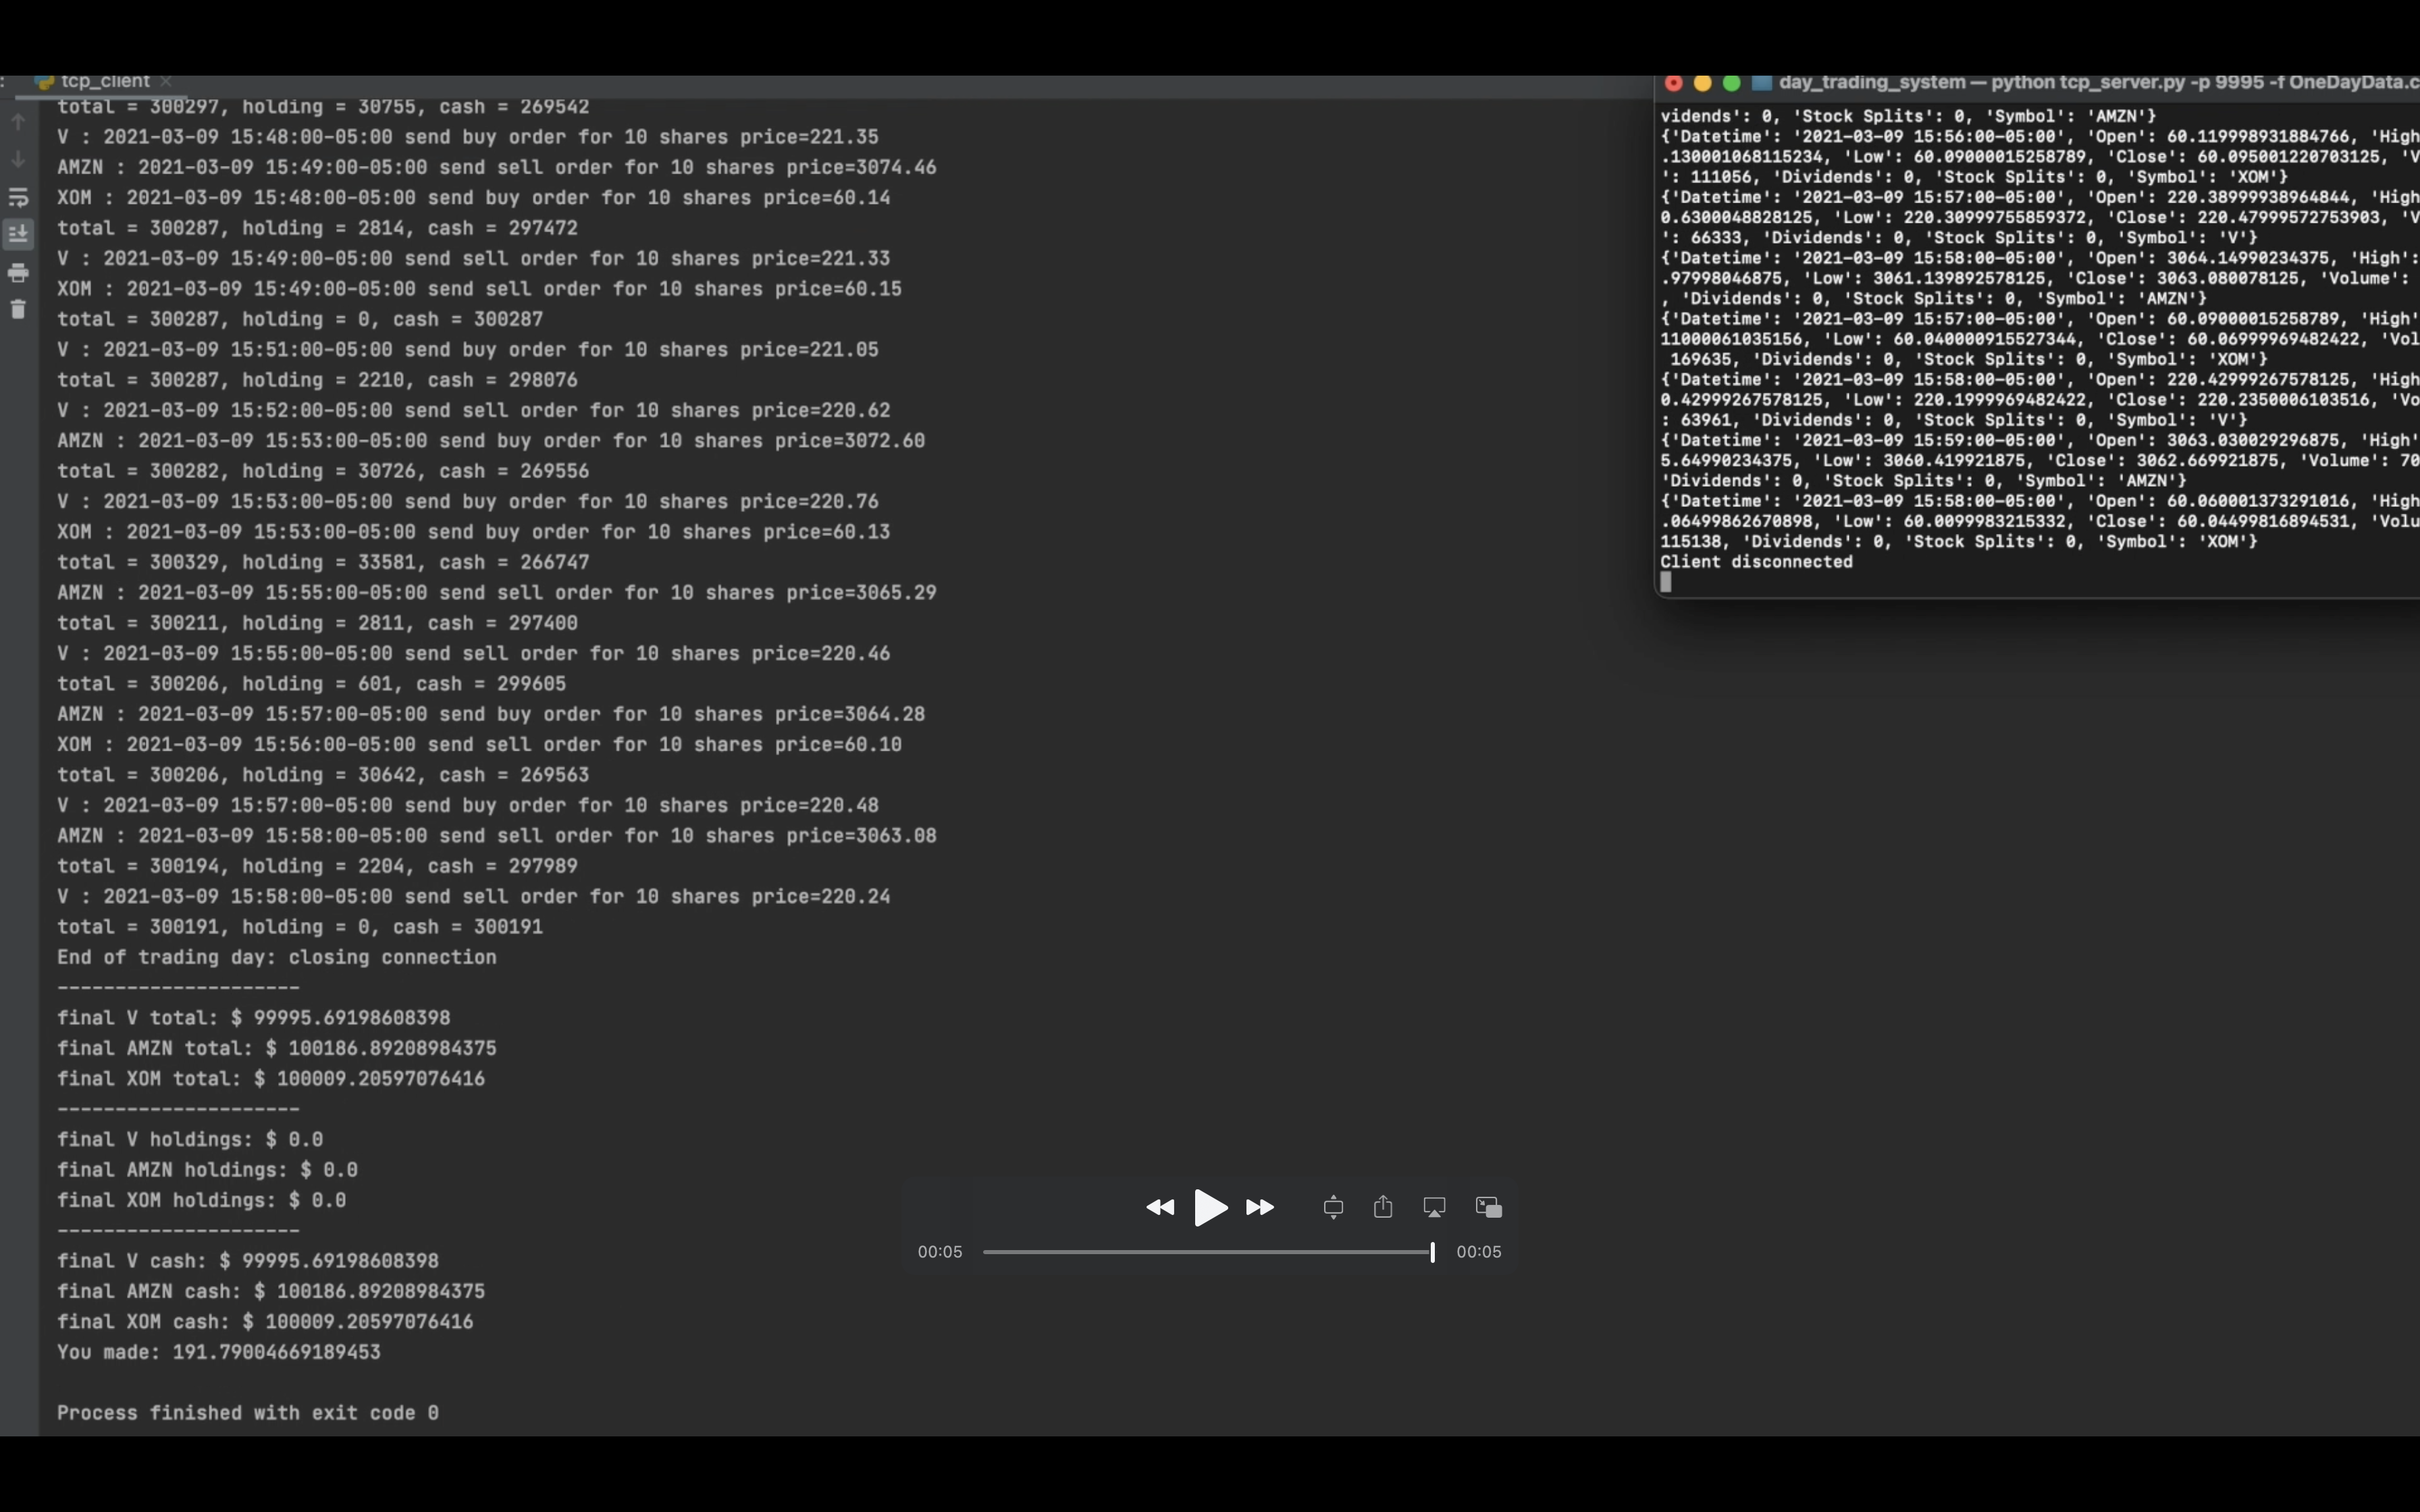 tcp_client
total = 300297, holding = 30755, cash = 269542
V : 2021-03-09 15:48:00-05:00 send buy order for 10 shares price=221.35
AMZN : 2021-03-09 15:49:00-05:00 send sell order for 10 shares price=3074.46
XOM : 2021-03-09 15:48:00-05:00 send buy order for 10 shares price=60.14
total = 300287, holding = 2814, cash = 297472
V : 2021-03-09 15:49:00-05:00 send sell order for 10 shares price=221.33
XOM : 2021-03-09 15:49:00-05:00 send sell order for 10 shares price=60.15
total = 300287, holding = 0, cash = 300287
V : 2021-03-09 15:51:00-05:00 send buy order for 10 shares price=221.05
total = 300287, holding = 2210, cash = 298076
V : 2021-03-09 15:52:00-05:00 send sell order for 10 shares price=220.62
AMZN : 2021-03-09 15:53:00-05:00 send buy order for 10 shares price=3072.60
total = 300282, holding = 30726, cash = 269556
V : 2021-03-09 15:53:00-05:00 send buy order for 10 shares price=220.76
XOM : 2021-03-09 15:53:00-05:00 send buy order for 10 shares price=60.13
total = 300329, holding = 33581, cash = 266747
AMZN : 2021-03-09 15:55:00-05:00 send sell order for 10 shares price=3065.29
total = 300211, holding = 2811, cash = 297400
V : 2021-03-09 15:55:00-05:00 send sell order for 10 shares price=220.46
total = 300206, holding = 601, cash = 299605
AMZN : 2021-03-09 15:57:00-05:00 send buy order for 10 shares price=3064.28
XOM : 2021-03-09 15:56:00-05:00 send sell order for 10 shares price=60.10
total = 300206, holding = 30642, cash = 269563
V : 2021-03-09 15:57:00-05:00 send buy order for 10 shares price=220.48
AMZN : 2021-03-09 15:58:00-05:00 send sell order for 10 shares price=3063.08
total = 300194, holding = 2204, cash = 297989
V : 2021-03-09 15:58:00-05:00 send sell order for 10 shares price=220.24
total = 300191, holding = 0, cash = 300191
End of trading day: closing connection
---------------------
final V total: $ 99995.69198608398
final AMZN total: $ 100186.89208984375
final XOM total: $ 100009.20597076416
---------------------
final V holdings: $ 0.0
final AMZN holdings: $ 0.0
final XOM holdings: $ 0.0
---------------------
final V cash: $ 99995.69198608398
final AMZN cash: $ 100186.89208984375
final XOM cash: $ 100009.20597076416
You made: 191.79004669189453
Process finished with exit code 0
day_trading_system — python tcp_server.py -p 9995 -f OneDayData.c
vidends': 0, 'Stock Splits': 0, 'Symbol': 'AMZN'}
{'Datetime': '2021-03-09 15:56:00-05:00', 'Open': 60.119998931884766, 'High
.130001068115234, 'Low': 60.09000015258789, 'Close': 60.095001220703125, 'V
': 111056, 'Dividends': 0, 'Stock Splits': 0, 'Symbol': 'XOM'}
{'Datetime': '2021-03-09 15:57:00-05:00', 'Open': 220.38999938964844, 'High
0.6300048828125, 'Low': 220.30999755859372, 'Close': 220.47999572753903, 'V
': 66333, 'Dividends': 0, 'Stock Splits': 0, 'Symbol': 'V'}
{'Datetime': '2021-03-09 15:58:00-05:00', 'Open': 3064.14990234375, 'High':
.97998046875, 'Low': 3061.139892578125, 'Close': 3063.080078125, 'Volume':
, 'Dividends': 0, 'Stock Splits': 0, 'Symbol': 'AMZN'}
{'Datetime': '2021-03-09 15:57:00-05:00', 'Open': 60.09000015258789, 'High'
11000061035156, 'Low': 60.040000915527344, 'Close': 60.06999969482422, 'Vol
169635, 'Dividends': 0, 'Stock Splits': 0, 'Symbol': 'XOM'}
{'Datetime': '2021-03-09 15:58:00-05:00', 'Open': 220.42999267578125, 'High
0.42999267578125, 'Low': 220.1999969482422, 'Close': 220.2350006103516, 'Vo
: 63961, 'Dividends': 0, 'Stock Splits': 0, 'Symbol': 'V'}
{'Datetime': '2021-03-09 15:59:00-05:00', 'Open': 3063.030029296875, 'High'
5.64990234375, 'Low': 3060.419921875, 'Close': 3062.669921875, 'Volume': 70
'Dividends': 0, 'Stock Splits': 0, 'Symbol': 'AMZN'}
{'Datetime': '2021-03-09 15:58:00-05:00', 'Open': 60.060001373291016, 'High
.06499862670898, 'Low': 60.0099983215332, 'Close': 60.04499816894531, 'Volu
115138, 'Dividends': 0, 'Stock Splits': 0, 'Symbol': 'XOM'}
Client disconnected
00:05
00:05